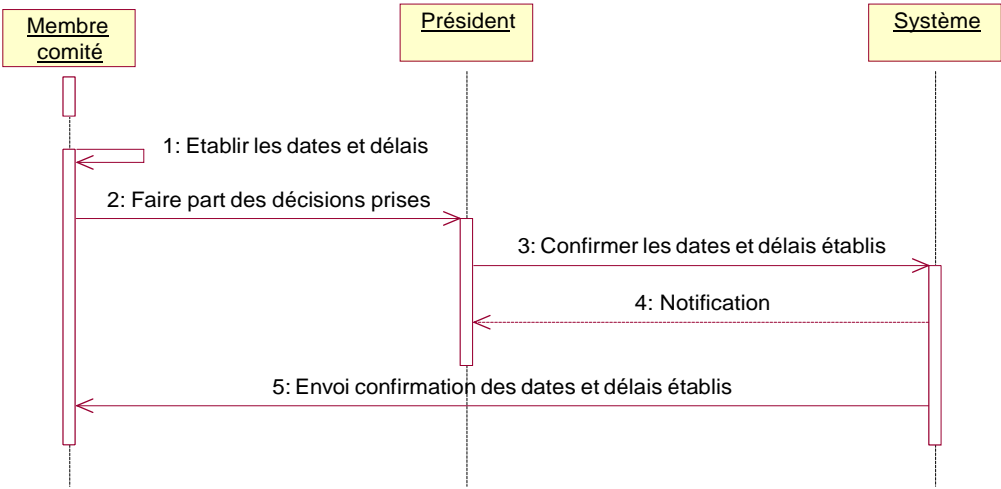 Membre
comité
Président
Système
1: Etablir les dates et délais
2: Faire part des décisions prises
3: Confirmer les dates et délais établis
4: Notification
5: Envoi confirmation des dates et délais établis